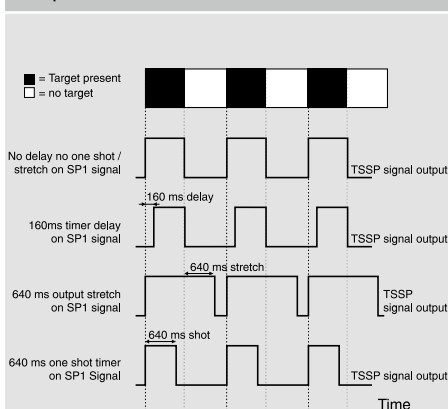 = Target present
= no target
No delay no one shot /
stretch on SP1 signal
TSSP signal output
160 ms delay
160ms timer delay
on SP1 signal
TSSP signal output
640 ms stretch
640 ms output stretch
on SP1 signal
TSSP
signal output
640 ms shot
640 ms one shot timer
on SP1 Signal
TSSP signal output
Time